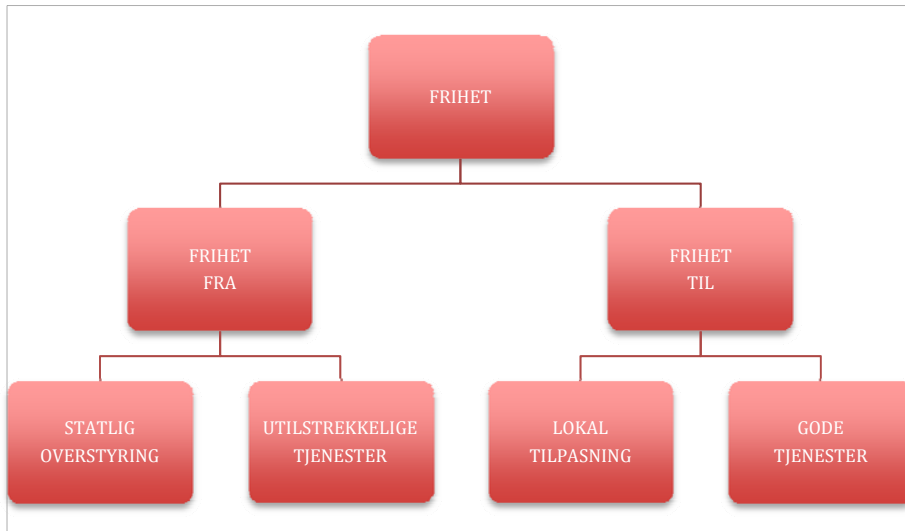 FRIHET
FRIHET
FRA
FRIHET
TIL
STATLIG
OVERSTYRING
UTILSTREKKELIGE
TJENESTER
LOKAL
TILPASNING
GODE
TJENESTER